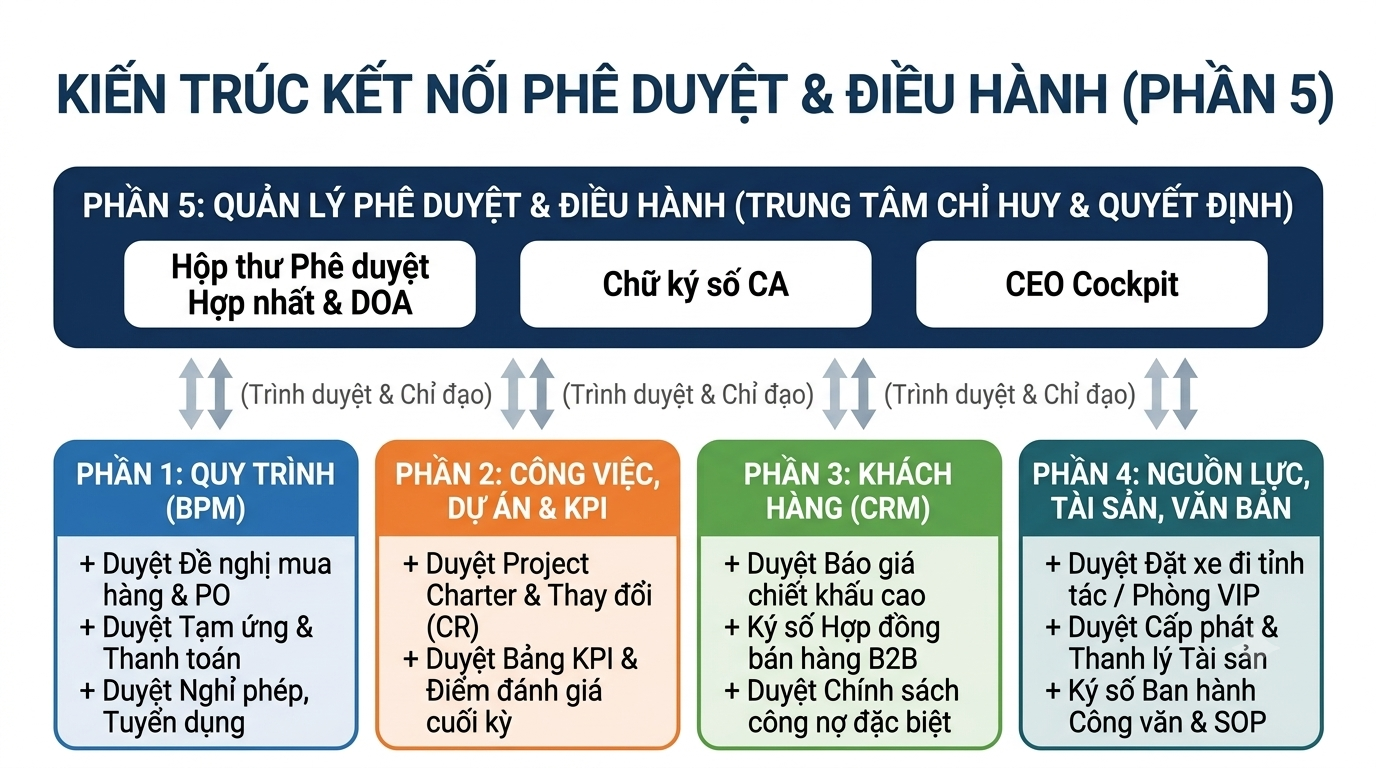 KIẾN TRÚC KẾT NỐI PHÊ DUYỆT & ĐIỀU HÀNH (PHẦN 5)
PHẦN 5: QUẢN LÝ PHÊ DUYỆT & ĐIỀU HÀNH (TRUNG TÂM CHỈ HUY & QUYẾT ĐỊNH)
Hộp thư Phê duyệt
Hợp nhất & DOA
Chữ ký số CA
CEO Cockpit
(Trình duyệt & Chỉ đạo)
(Trình duyệt & Chỉ đạo)
(Trình duyệt & Chỉ đạo)
PHẦN 1: QUY TRÌNH
(BPM)
+ Duyệt Đề nghị mua
hàng & PO
+ Duyệt Tạm ứng &
Thanh toán
+ Duyệt Nghỉ phép,
Tuyển dụng
PHẦN 2: CÔNG VIỆC,
DỰ ÁN & KPI
+ Duyệt Project
Charter & Thay đổi
(CR)
+ Duyệt Bảng KPI &
Điểm đánh giá
cuối kỳ
PHẦN 3: KHÁCH
HÀNG (CRM)
+ Duyệt Báo giá
chiết khấu cao
+ Ký số Hợp đồng
bán hàng B2B
+ Duyệt Chính sách
công nợ đặc biệt
PHẦN 4: NGUỒN LỰC,
TÀI SẢN, VĂN BẢN
+ Duyệt Đặt xe đi tỉnh
tác / Phòng VIP
+ Duyệt Cấp phát &
Thanh lý Tài sản
+ Ký số Ban hành
Công văn & SOP